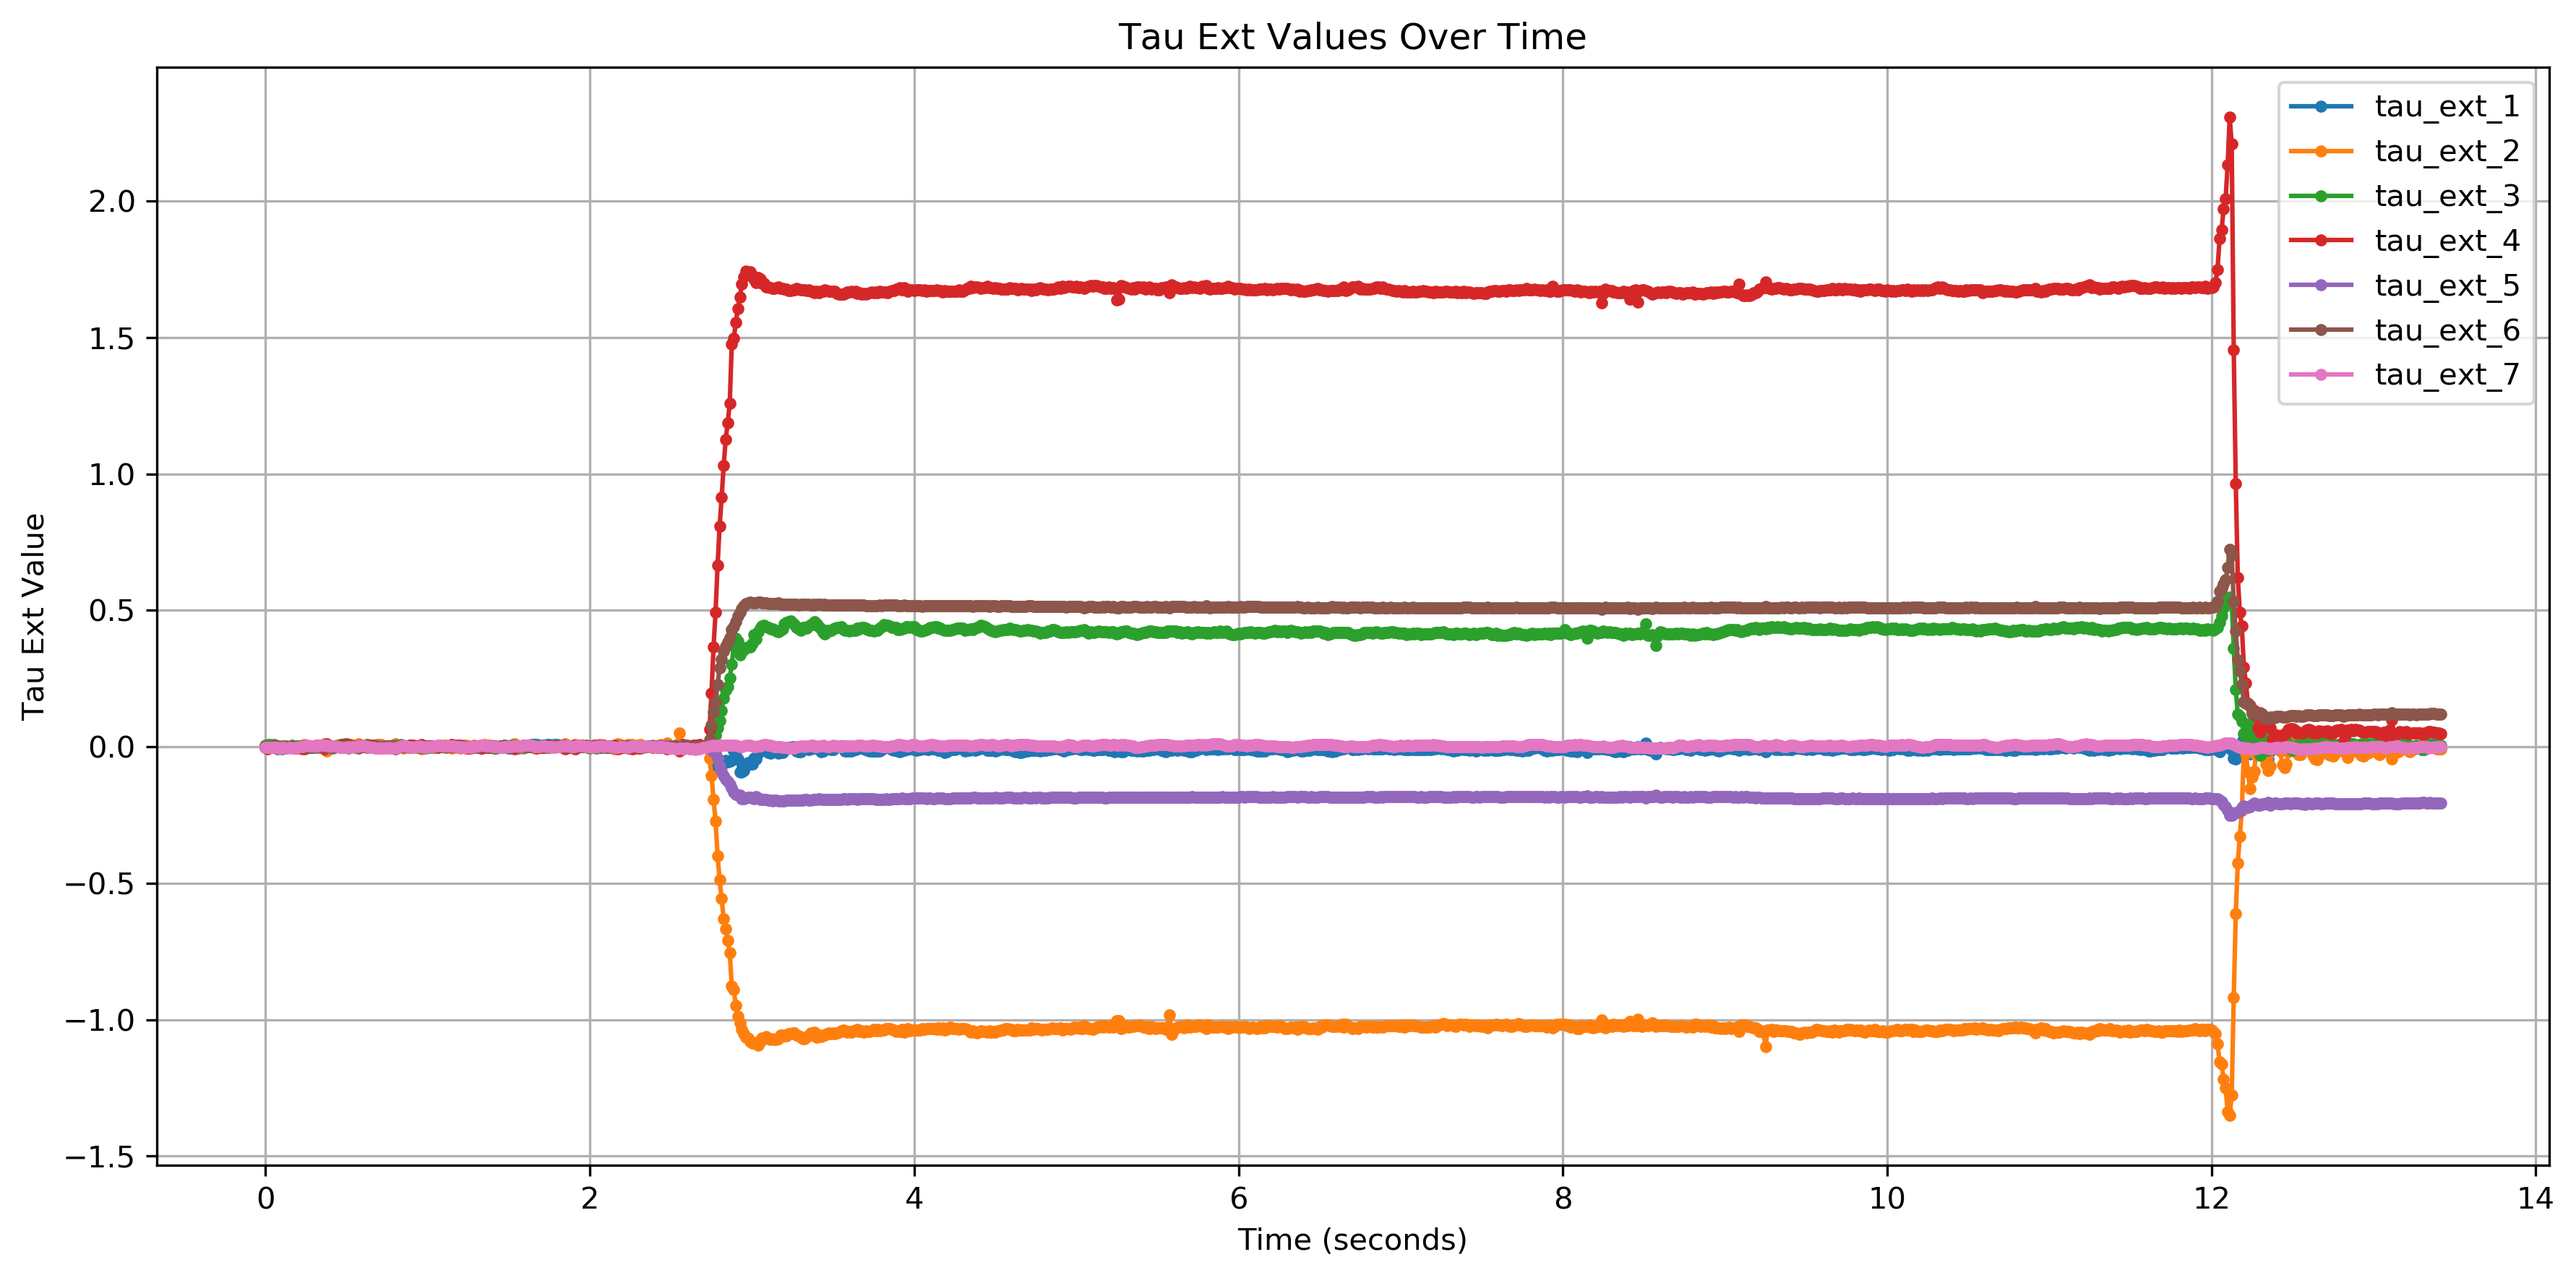 Tau Ext Values Over Time
tau_ext_1
tau_ext_2
tau_ext_3
tau_ext_4
tau_ext_5
tau_ext_6
tau_ext_7
Tau Ext Value
2.0
1.5
1.0
0.5
0.0
−0.5
−1.0
−1.5
0 2 4 6 8 10 12 14
Time (seconds)